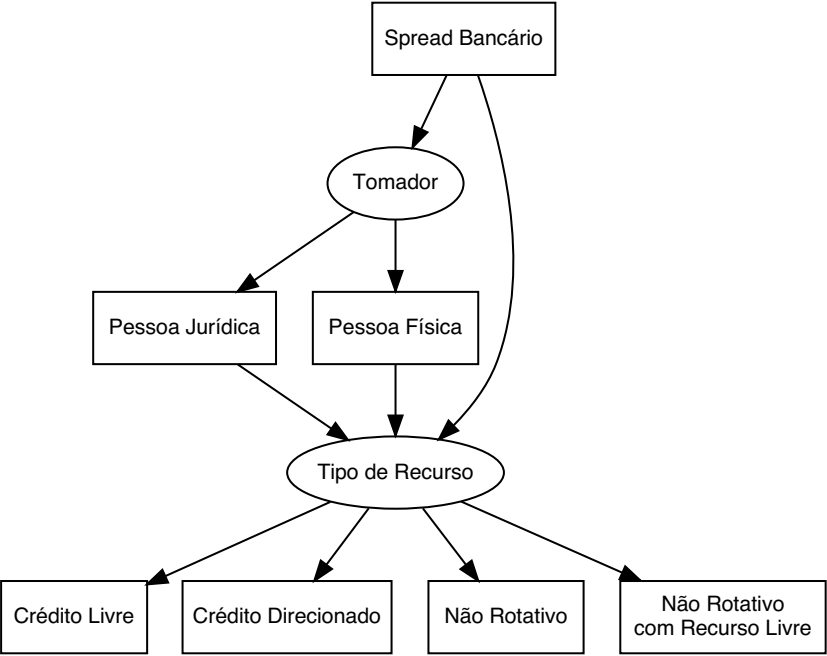 Spread Bancário
Tomador
Pessoa Jurídica
Pessoa Física
Tipo de Recurso
Crédito Livre
Crédito Direcionado
Não Rotativo
Não Rotativo
com Recurso Livre